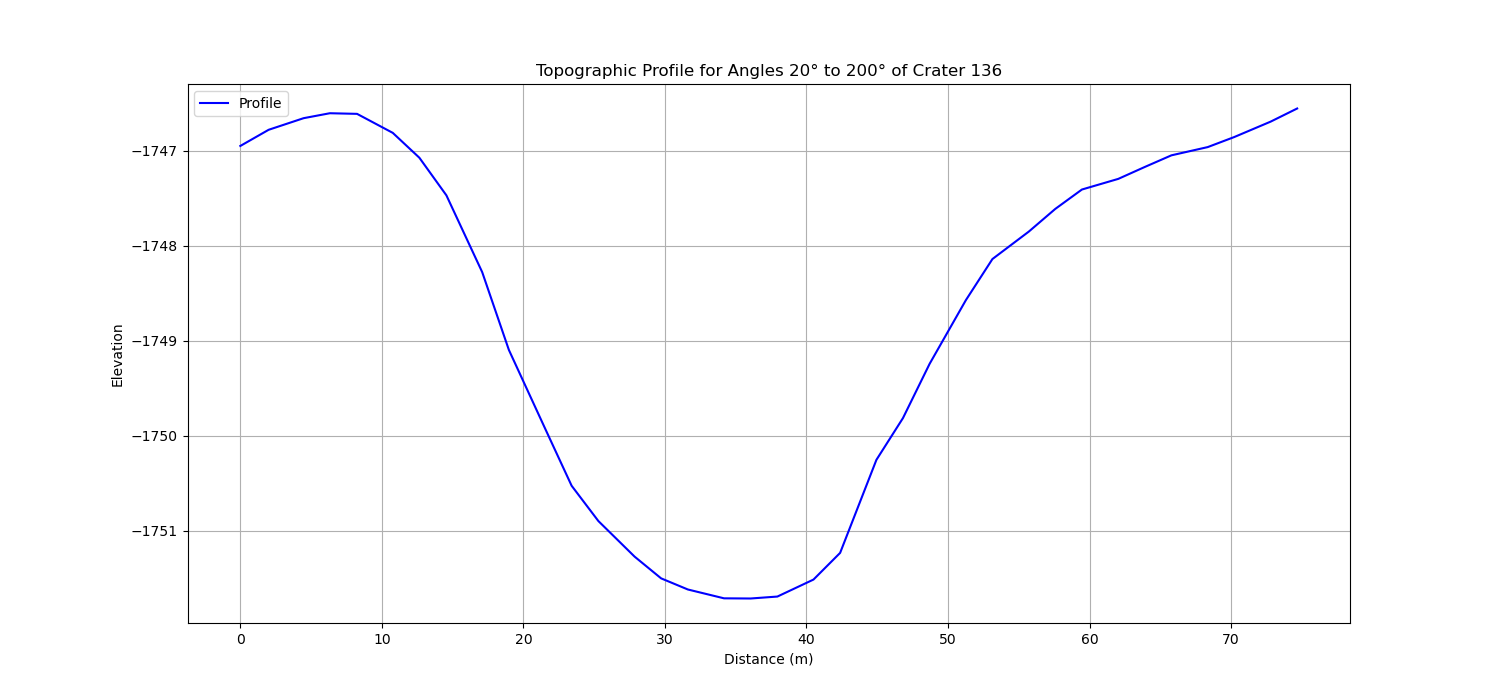 Topographic Profile for Angles 20° to 200° of Crater 136
Profile
−1747
−1748
−1749
−1750
−1751
Elevation
0 10 20 30 40 50 60 70
Distance (m)